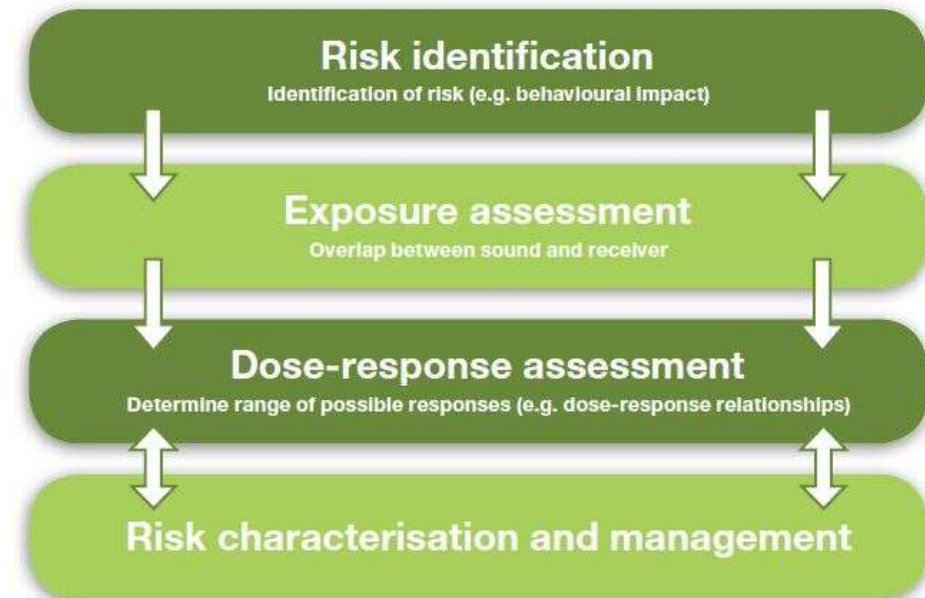 Risk identification
Identification of risk (e.g. behavioural impact)
Exposure assessment
Overlap between sound and receiver
Dose-response assessment
Determine range of possible responses (e.g. dose-response relationships)
Risk characterisation and management